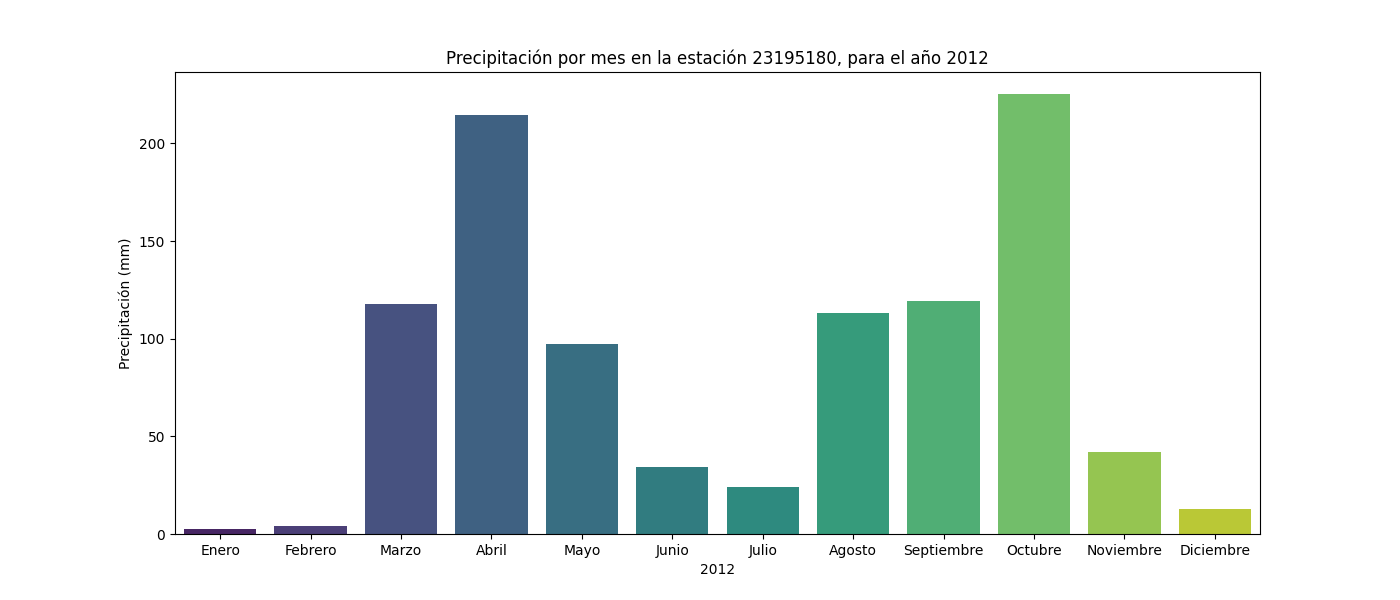 Precipitación por mes en la estación 23195180, para el año 2012
Precipitación (mm)
200
150
100
50
0
Enero Febrero Marzo Abril Mayo Junio Julio Agosto Septiembre Octubre Noviembre Diciembre
2012